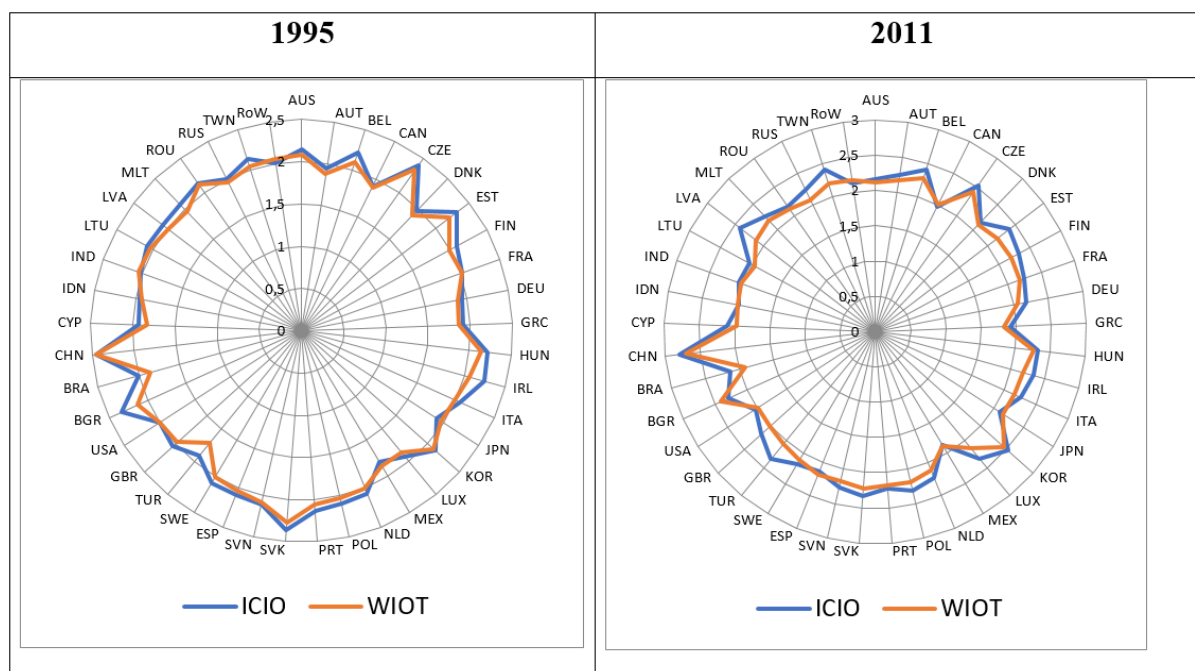 1995
2011
AUS
AUT
BEL
CAN
CZE
DNK
EST
FIN
FRA
DEU
GRC
HUN
IRL
ITA
JPN
KOR
LUX
MEX
NLD
POL
PRT
SVK
SVN
ESP
SWE
TUR
GBR
USA
BGR
BRA
CHN
CYP
IDN
IND
LTU
LVA
MLT
ROU
RUS
TWN
RoW
2,5
2
1,5
1
0,5
0
ICIO WIOT
AUS
AUT
BEL
CAN
CZE
DNK
EST
FIN
FRA
DEU
GRC
HUN
IRL
ITA
JPN
KOR
LUX
MEX
NLD
POL
PRT
SVK
SVN
ESP
SWE
TUR
GBR
USA
BGR
BRA
CHN
CYP
IDN
IND
LTU
LVA
MLT
ROU
RUS
TWN
RoW
3
2,5
2
1,5
1
0,5
0
ICIO WIOT